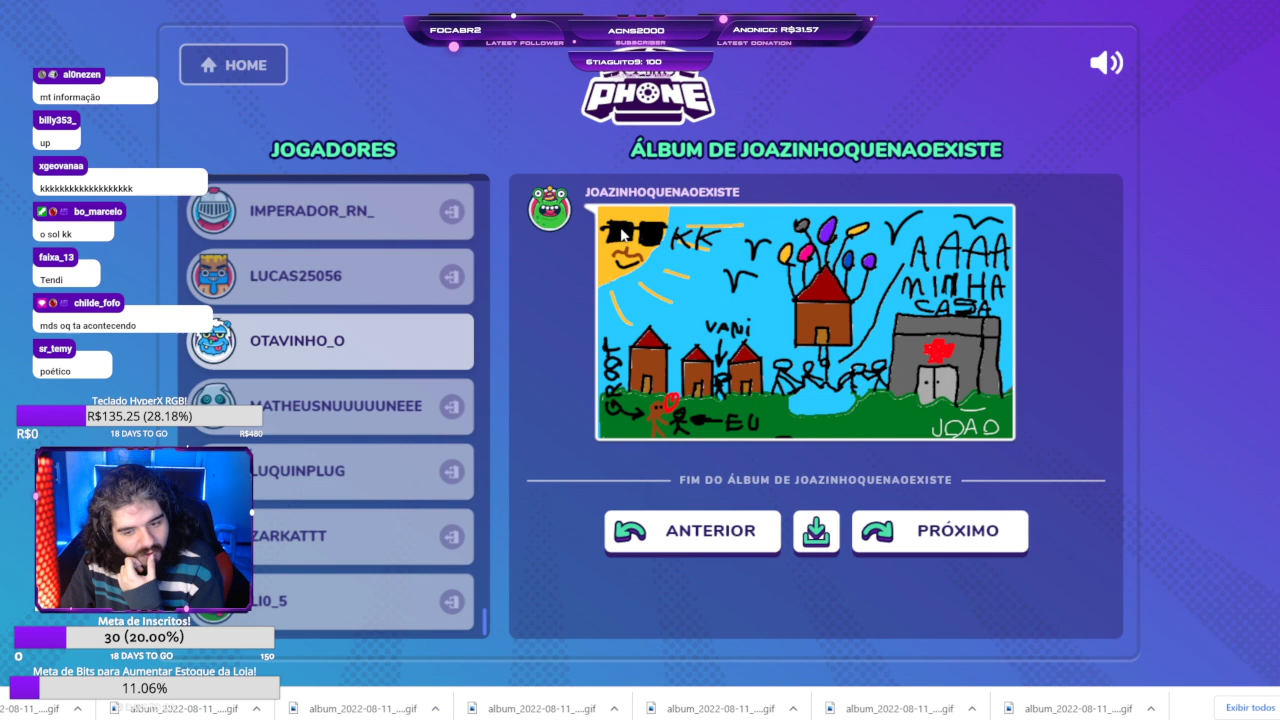 FOCABR2
LATEST FOLLOWER
ACNS2000
SUBSCRIBER
ANONICO: R$31.57
LATEST DONATION
6TIAGUITO9: 100
HOME
PHONE
al0nezen
mt informação
billy353_
up
xgeovanaa
kkkkkkkkkkkkkkkkkk
bo_marcelo
o sol kk
faixa_13
Tendi
childe_fofo
mds oq ta acontecendo
sr_temy
poético
Teclado HyperX RGB!
R$135.25 (28.18%)
R$0
18 DAYS TO GO
R$480
Meta de Inscritos!
30 (20.00%)
0
18 DAYS TO GO
150
Meta de Bits para Aumentar Estoque da Loja!
11.06%
JOGADORES
IMPERADOR_RN_
LUCAS25056
OTAVINHO_O
MATHEUSNUUUUUNEEE
LUQUINPLUG
ZARKATTT
LI0_5
ÁLBUM DE JOAZINHOQUENAOEXISTE
JOAZINHOQUENAOEXISTE
KK
AAAA
MINHA
CASA
VANI
GROOT
EU
JOAO
FIM DO ÁLBUM DE JOAZINHOQUENAOEXISTE
ANTERIOR
PRÓXIMO
2-08-11_....gif
album_2022-08-11_....gif
album_2022-08-11_....gif
album_2022-08-11_....gif
album_2022-08-11_....gif
album_2022-08-11_....gif
album_2022-08-11_....gif
Exibir todos